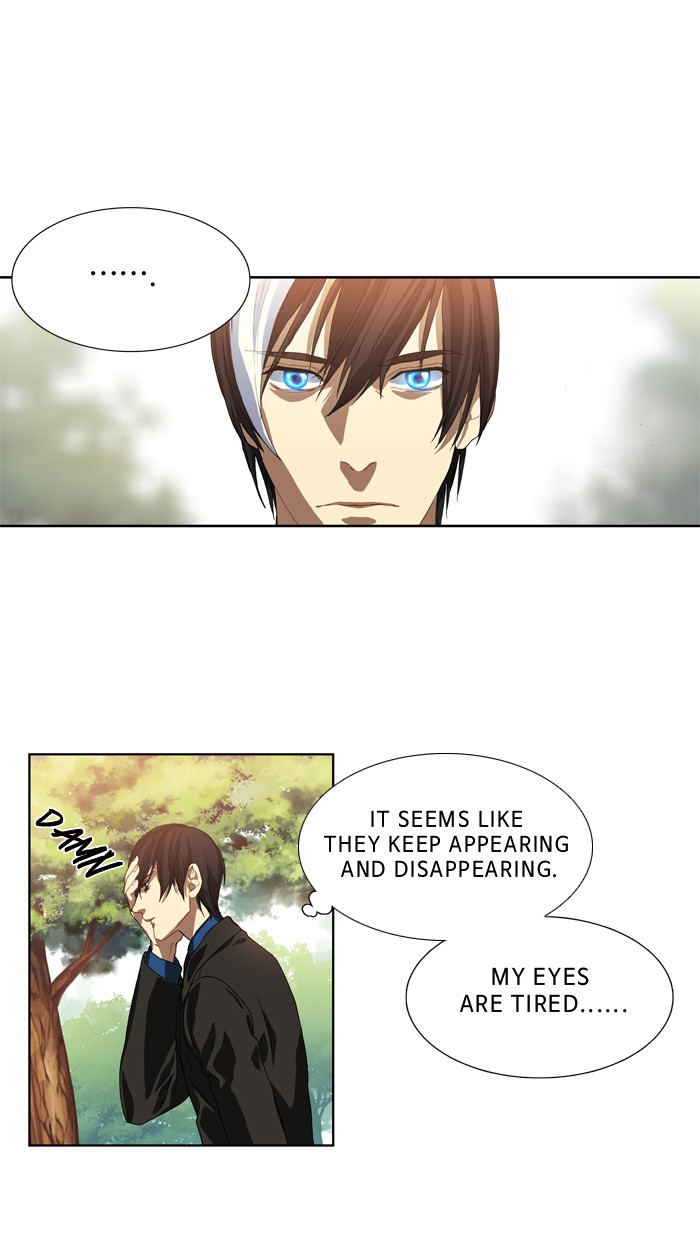 .......
DAMN
IT SEEMS LIKE
THEY KEEP APPEARING
AND DISAPPEARING.
MY EYES
ARE TIRED......